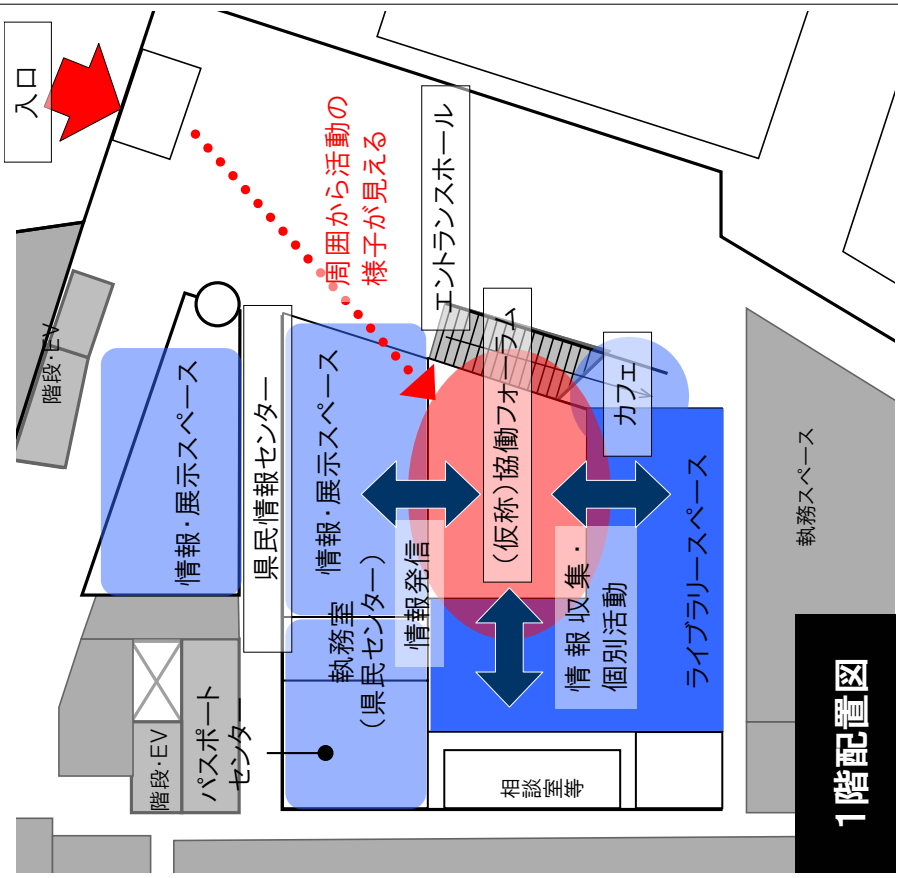 入口
周囲から活動の
様子が見える
エントランスホール
階段・EV
情報・展示スペース
県民情報センター
情報・展示スペース
(仮称)協働フォーラム
カフェ
情報発信
執務室
(県民センター)
情報収集・
個別活動
ライブラリースペース
執務スペース
階段・EV
パスポート
センター
相談室等
1階配置図